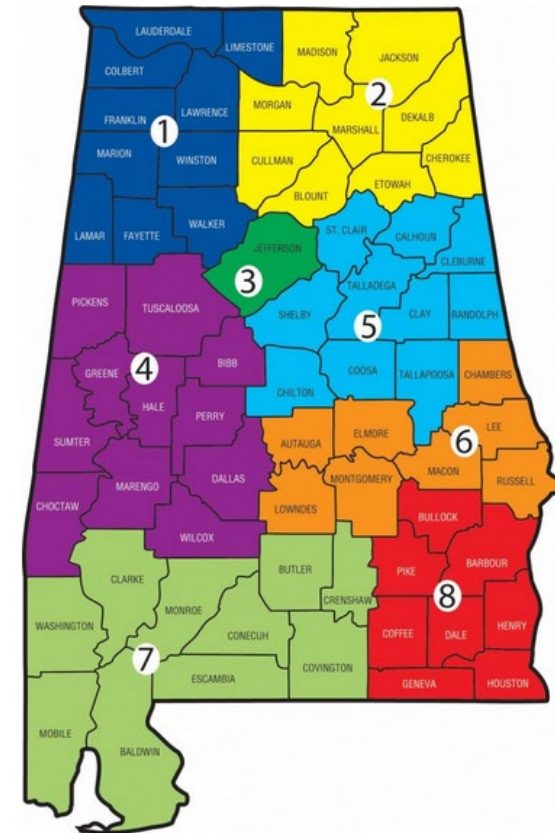 LAUDERDALE
LIMESTONE
MADISON
JACKSON
COLBERT
LAWRENCE
FRANKLIN
MORGAN
MARSHALL
DEKALB
CHEROKEE
1
2
MARION
WINSTON
CULLMAN
BLOUNT
ETOWAH
LAMAR
FAYETTE
WALKER
JEFFERSON
ST. CLAIR
CALHOUN
CLEBURNE
3
PICKENS
TUSCALOOSA
SHELBY
TALLADEGA
CLAY
RANDOLPH
5
GREENE
4
HALE
BIBB
PERRY
CHILTON
COOSA
TALLAPOOSA
CHAMBERS
SUMTER
AUTAUGA
ELMORE
LEE
6
MACON
RUSSELL
CHOCTAW
MARENGO
DALLAS
LOWNDES
MONTGOMERY
BULLOCK
WILCOX
CLARKE
BUTLER
CRENSHAW
PIKE
BARBOUR
8
WASHINGTON
MONROE
CONECUH
COVINGTON
COFFEE
DALE
HENRY
7
ESCAMBIA
GENEVA
HOUSTON
MOBILE
BALDWIN